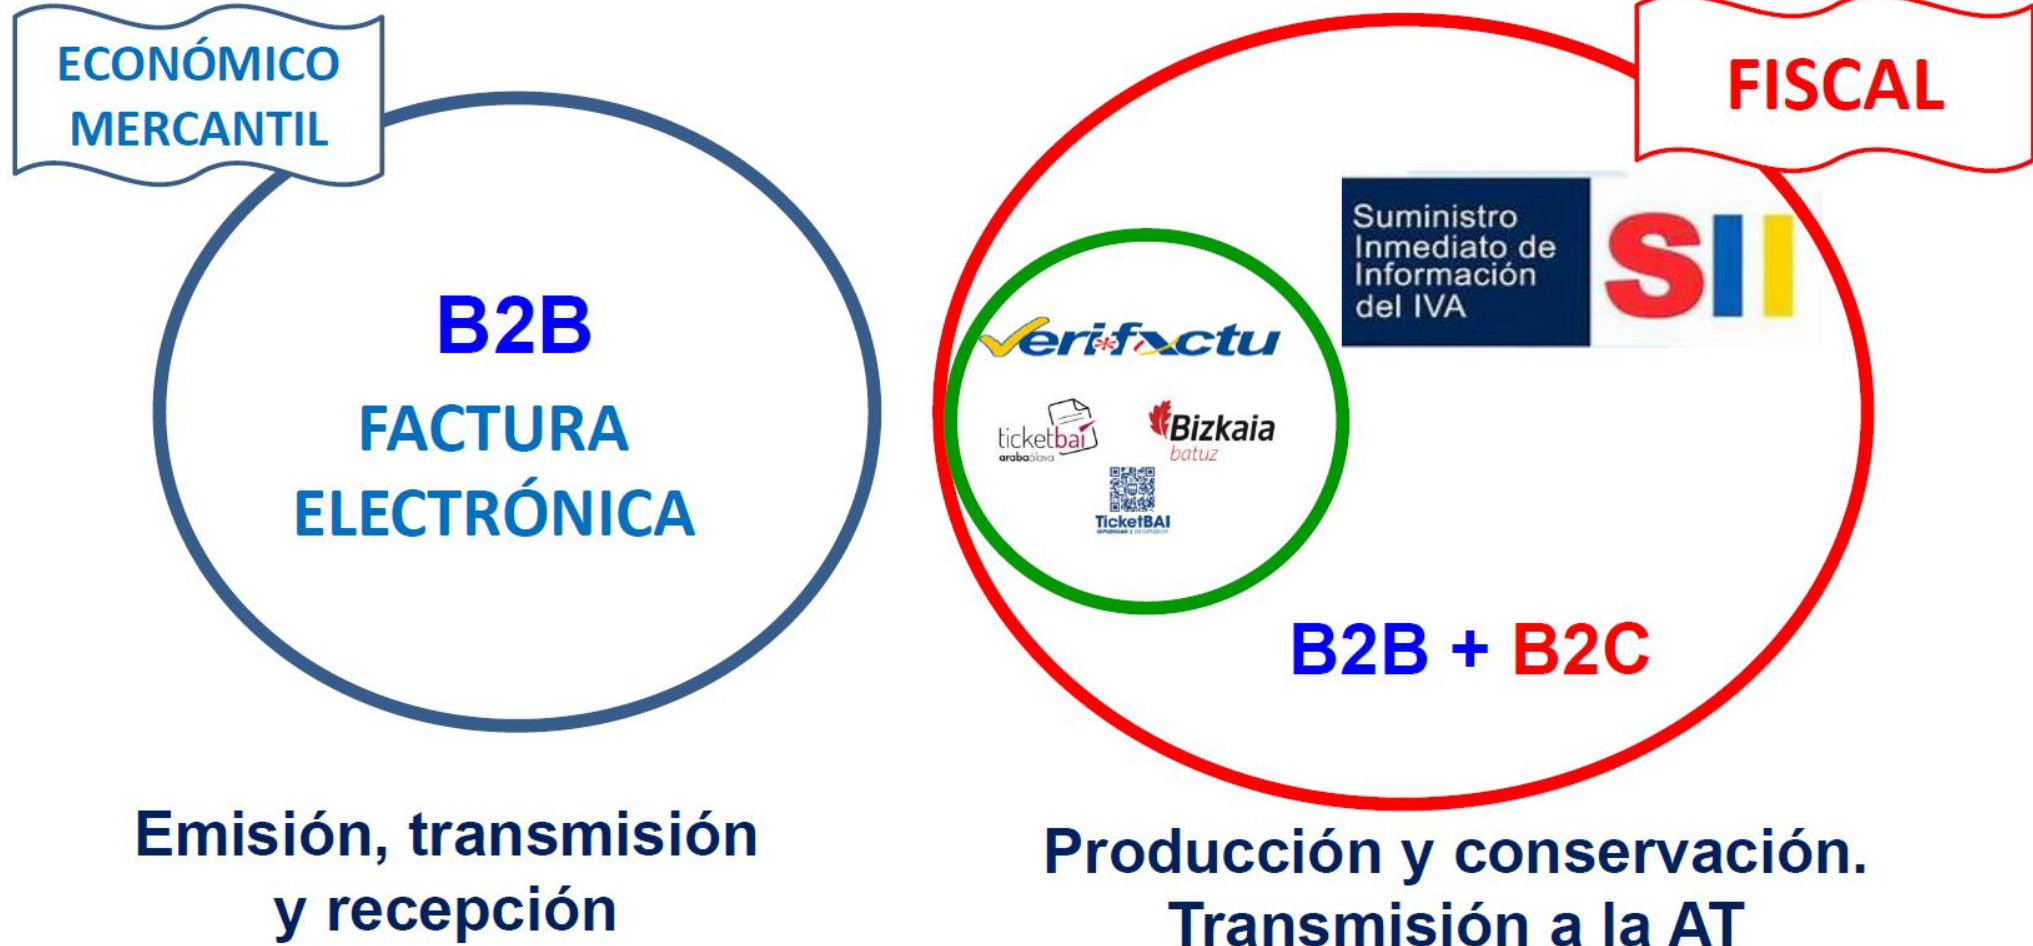 ECONÓMICO
MERCANTIL
B2B
FACTURA
ELECTRÓNICA
Emisión, transmisión
y recepción
FISCAL
Suministro
Inmediato de
Información
del IVA
SII
Verifactu
ticketbai
arabaálava
Bizkaia
batuz
TicketBAI
B2B + B2C
Producción y conservación.
Transmisión a la AT